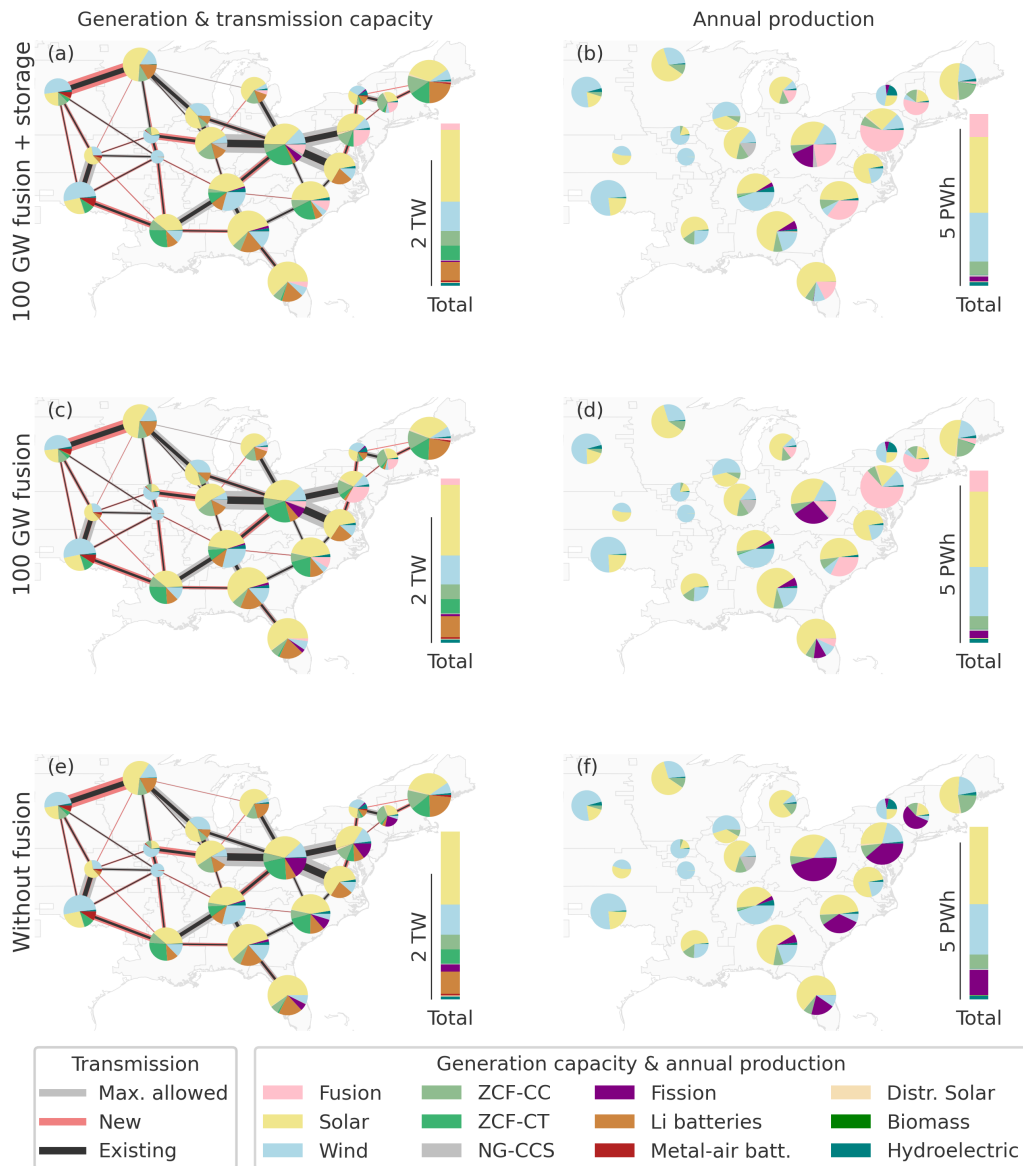 Generation & transmission capacity
Annual production
100 GW fusion + storage
(a)
2 TW
Total
(b)
5 PWh
Total
100 GW fusion
(c)
2 TW
Total
(d)
5 PWh
Total
Without fusion
(e)
2 TW
Total
(f)
5 PWh
Total
Transmission
Max. allowed
New
Existing
Generation capacity & annual production
Fusion
Solar
Wind
ZCF-CC
ZCF-CT
NG-CCS
Fission
Li batteries
Metal-air batt.
Distr. Solar
Biomass
Hydroelectric